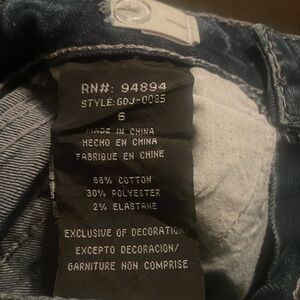 RN#: 94894
STYLE: GDJ-0035
6
MADE IN CHINA
HECHO EN CHINA
FABRIQUE EN CHINE
68% COTTON
30% POLYESTER
2% ELASTANE
EXCLUSIVE OF DECORATION/
EXCEPTO DECORACION/
GARNITURE NON COMPRISE